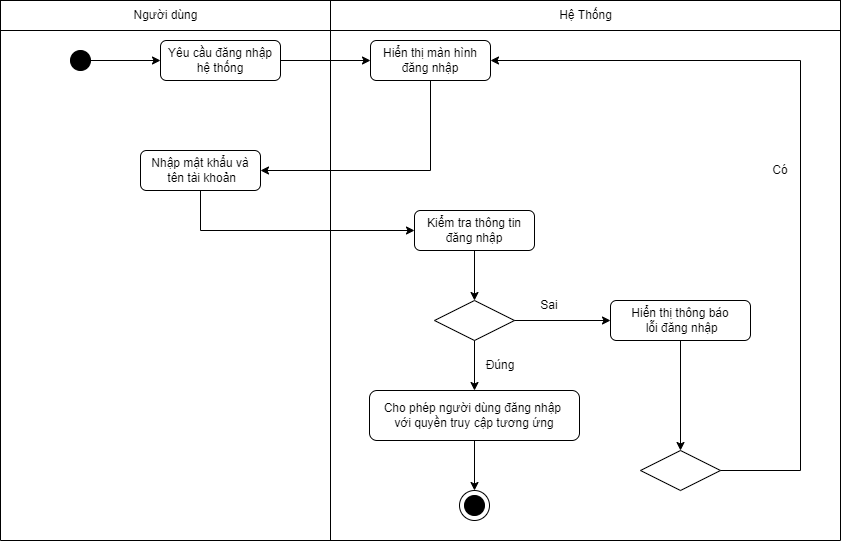 Người dùng
Hệ Thống
Yêu cầu đăng nhập
hệ thống
Hiển thị màn hình
đăng nhập
Nhập mật khẩu và
tên tài khoản
Có
Kiểm tra thông tin
đăng nhập
Sai
Hiển thị thông báo
lỗi đăng nhập
Đúng
Cho phép người dùng đăng nhập
với quyền truy cập tương ứng